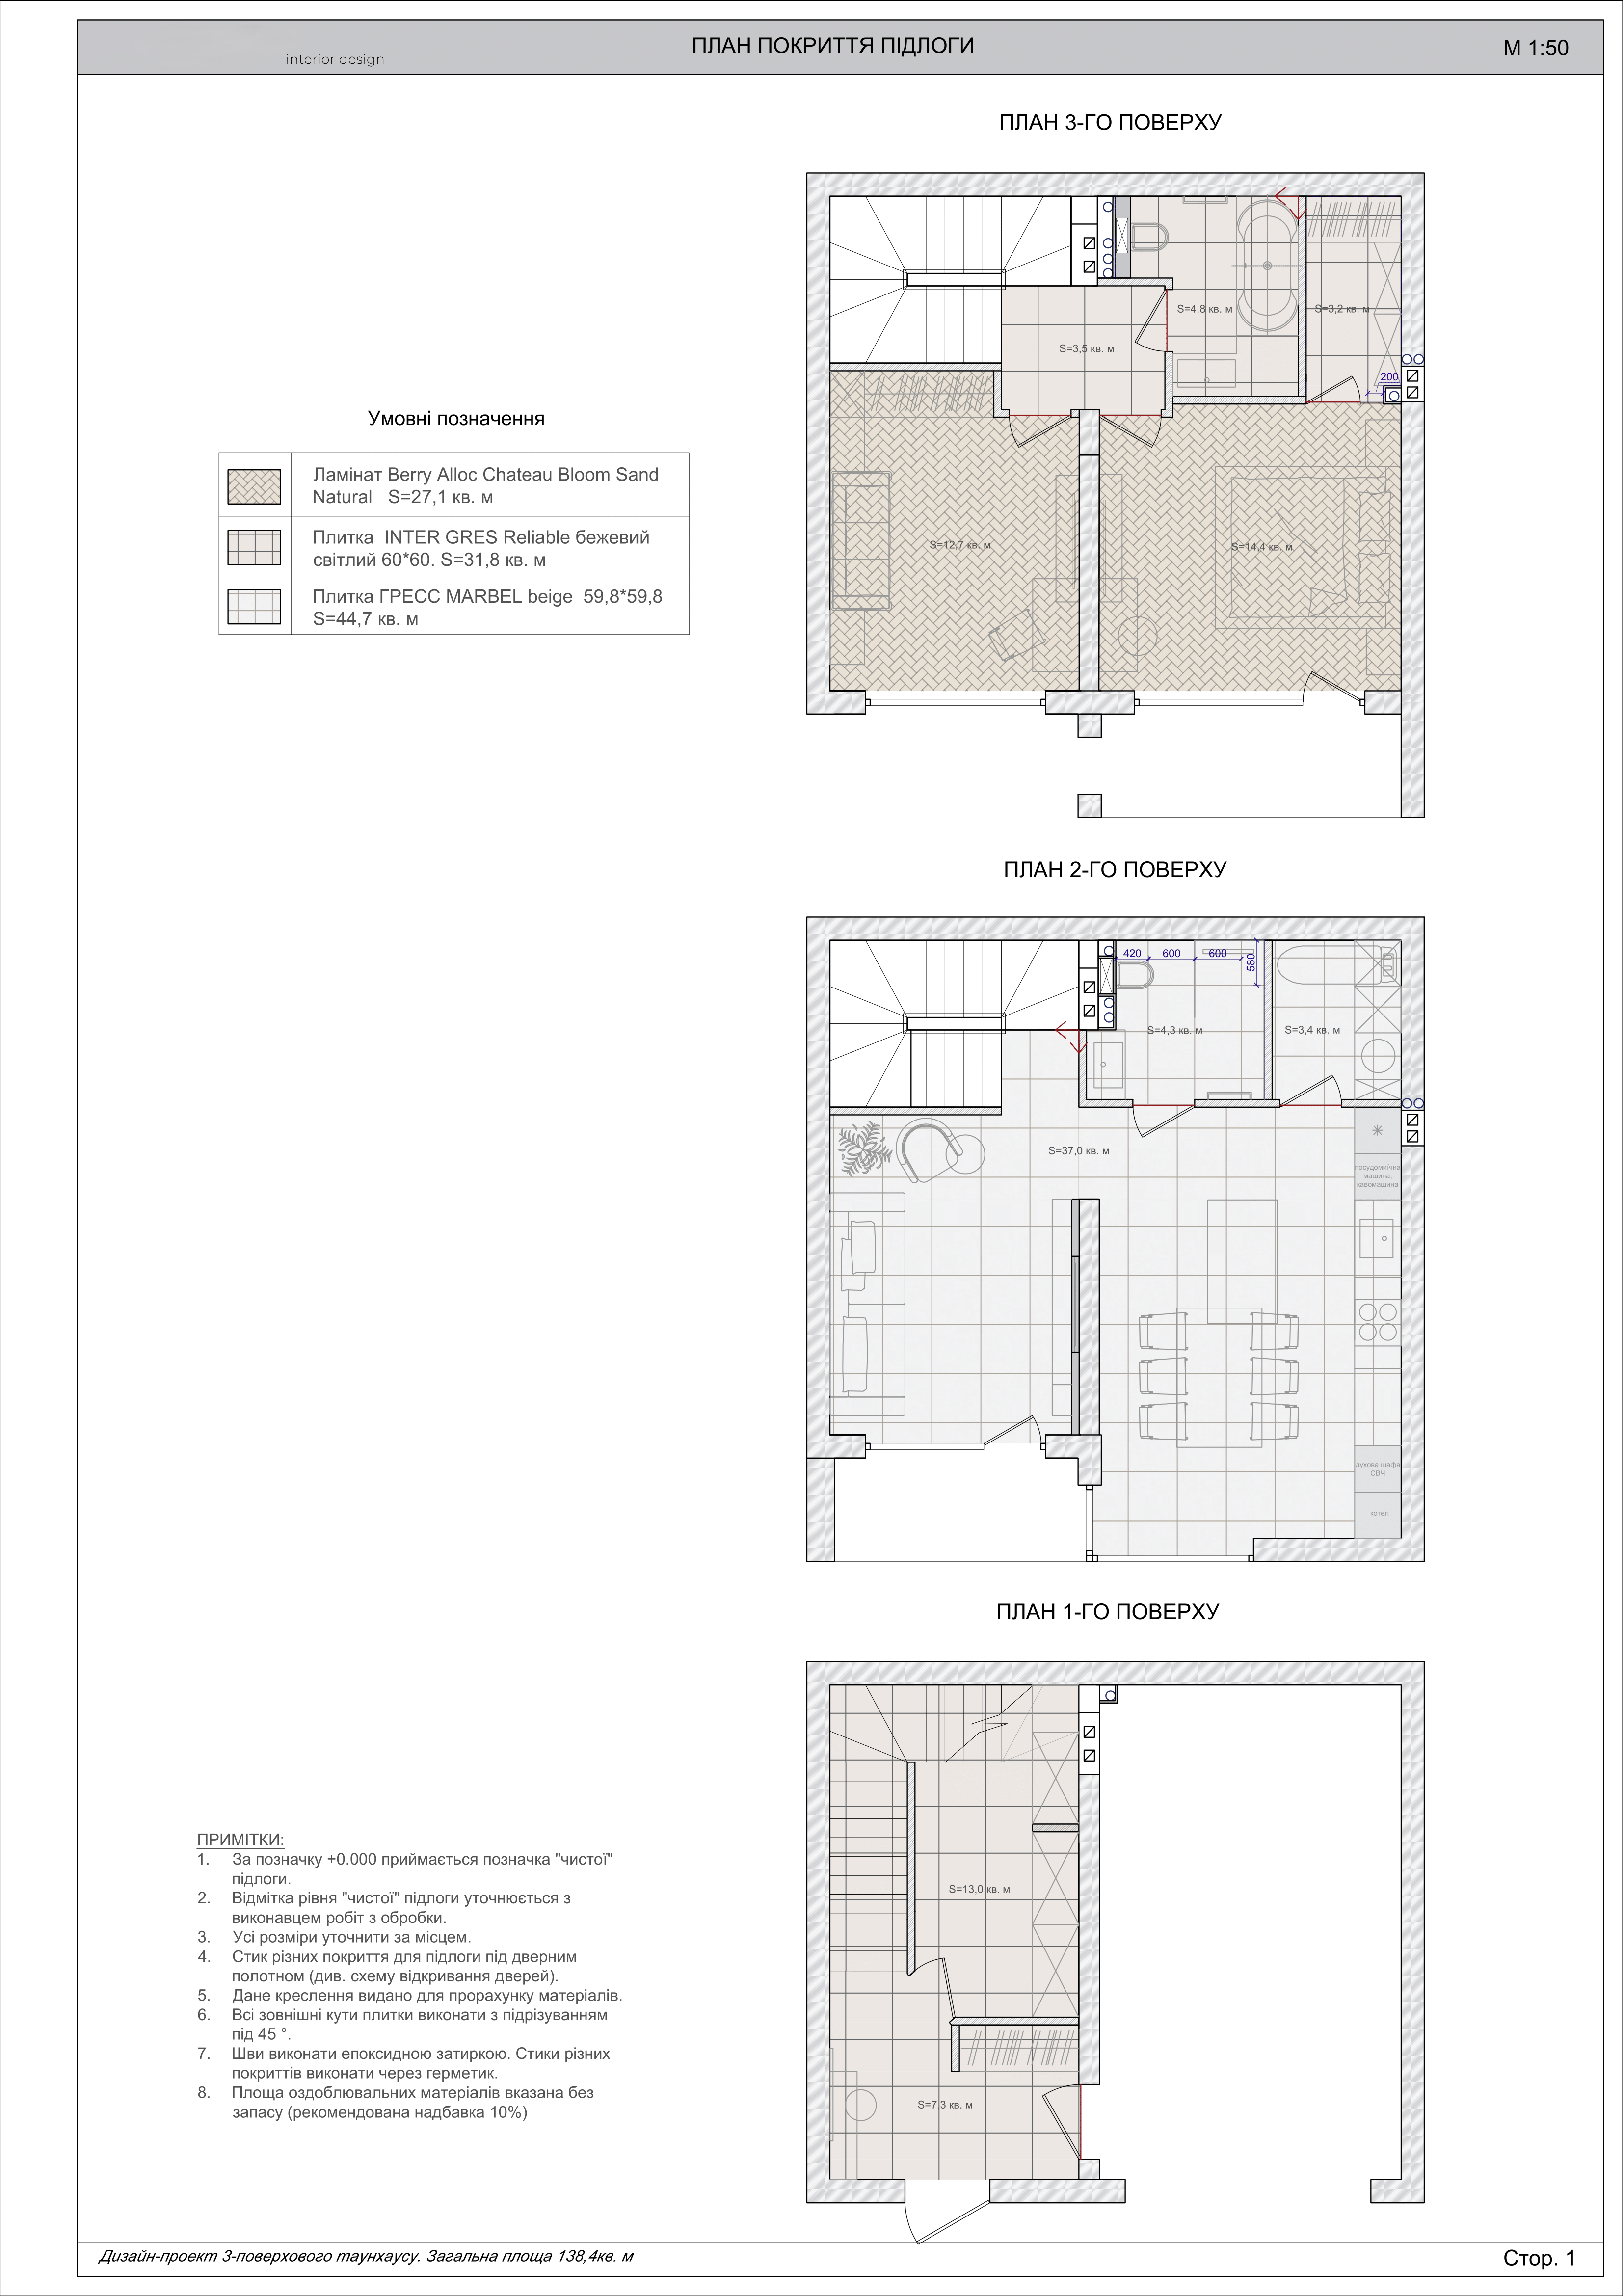 interior design
ПЛАН ПОКРИТТЯ ПІДЛОГИ
М 1:50
ПЛАН 3-ГО ПОВЕРХУ
S=4,8 кв. м
S=3,2 кв. м
S=3,5 кв. м
200
S=12,7 кв. м
S=14,4 кв. м
Умовні позначення
Ламінат Berry Alloc Chateau Bloom Sand
Natural S=27,1 кв. м
Плитка INTER GRES Reliable бежевий
світлий 60*60. S=31,8 кв. м
Плитка ГРЕСС MARBEL beige 59,8*59,8
S=44,7 кв. м
ПЛАН 2-ГО ПОВЕРХУ
420
600
600
580
S=4,3 кв. м
S=3,4 кв. м
S=37,0 кв. м
посудомийна
машина,
кавомашина
духова шафа
СВЧ
котел
ПЛАН 1-ГО ПОВЕРХУ
S=13,0 кв. м
S=7,3 кв. м
ПРИМІТКИ:
1. За позначку +0.000 приймається позначка "чистої"
підлоги.
2. Відмітка рівня "чистої" підлоги уточнюється з
виконавцем робіт з обробки.
3. Усі розміри уточнити за місцем.
4. Стик різних покриття для підлоги під дверним
полотном (див. схему відкривання дверей).
5. Дане креслення видано для прорахунку матеріалів.
6. Всі зовнішні кути плитки виконати з підрізуванням
під 45 °.
7. Шви виконати епоксидною затиркою. Стики різних
покриттів виконати через герметик.
8. Площа оздоблювальних матеріалів вказана без
запасу (рекомендована надбавка 10%)
Дизайн-проект 3-поверхового таунхаусу. Загальна площа 138,4кв. м
Стор. 1